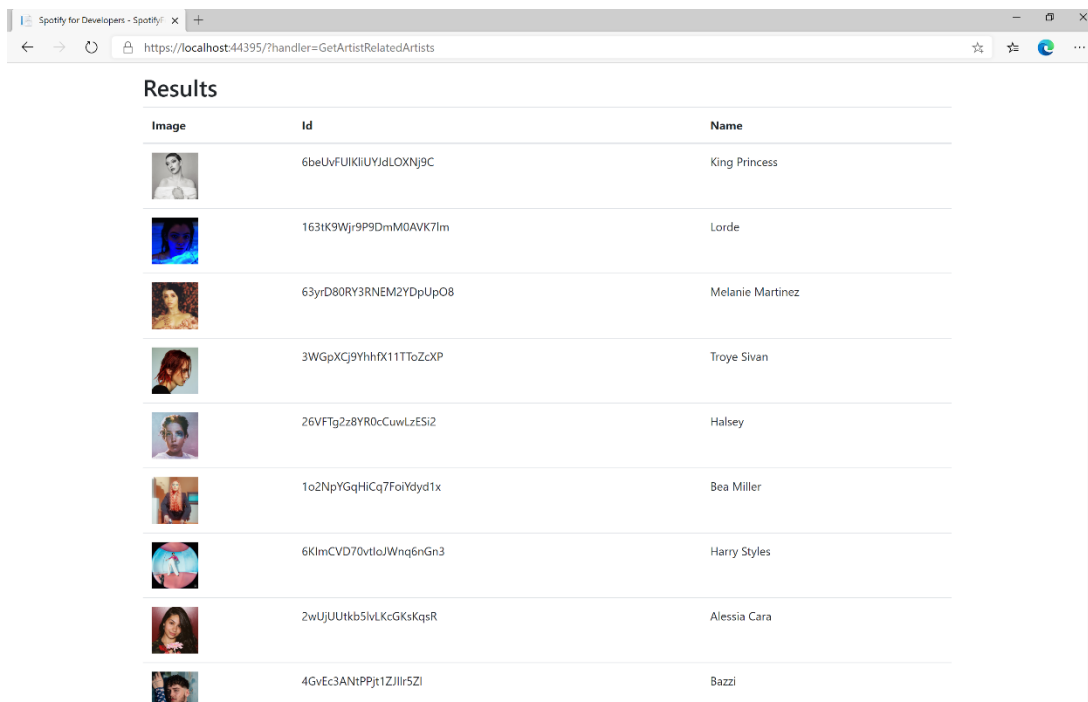 Spotify for Developers - Spotify
https://localhost:44395/?handler=GetArtistRelatedArtists
Results
Image Id Name
6beUvFUlKliUYJdLOXNj9C King Princess
163tK9Wjr9P9DmM0AVK7lm Lorde
63yrD80RY3RNEM2YDpUpO8 Melanie Martinez
3WGpXCj9YhhfX11TToZcXP Troye Sivan
26VFTg2z8YR0cCuwLzESi2 Halsey
1o2NpYGqHiCq7FoiYdyd1x Bea Miller
6KImCVD70vtIoJWnq6nGn3 Harry Styles
2wUjUUtkb5lvLKcGKsKqsR Alessia Cara
4GvEc3ANtPPjt1ZJllr5Zl Bazzi